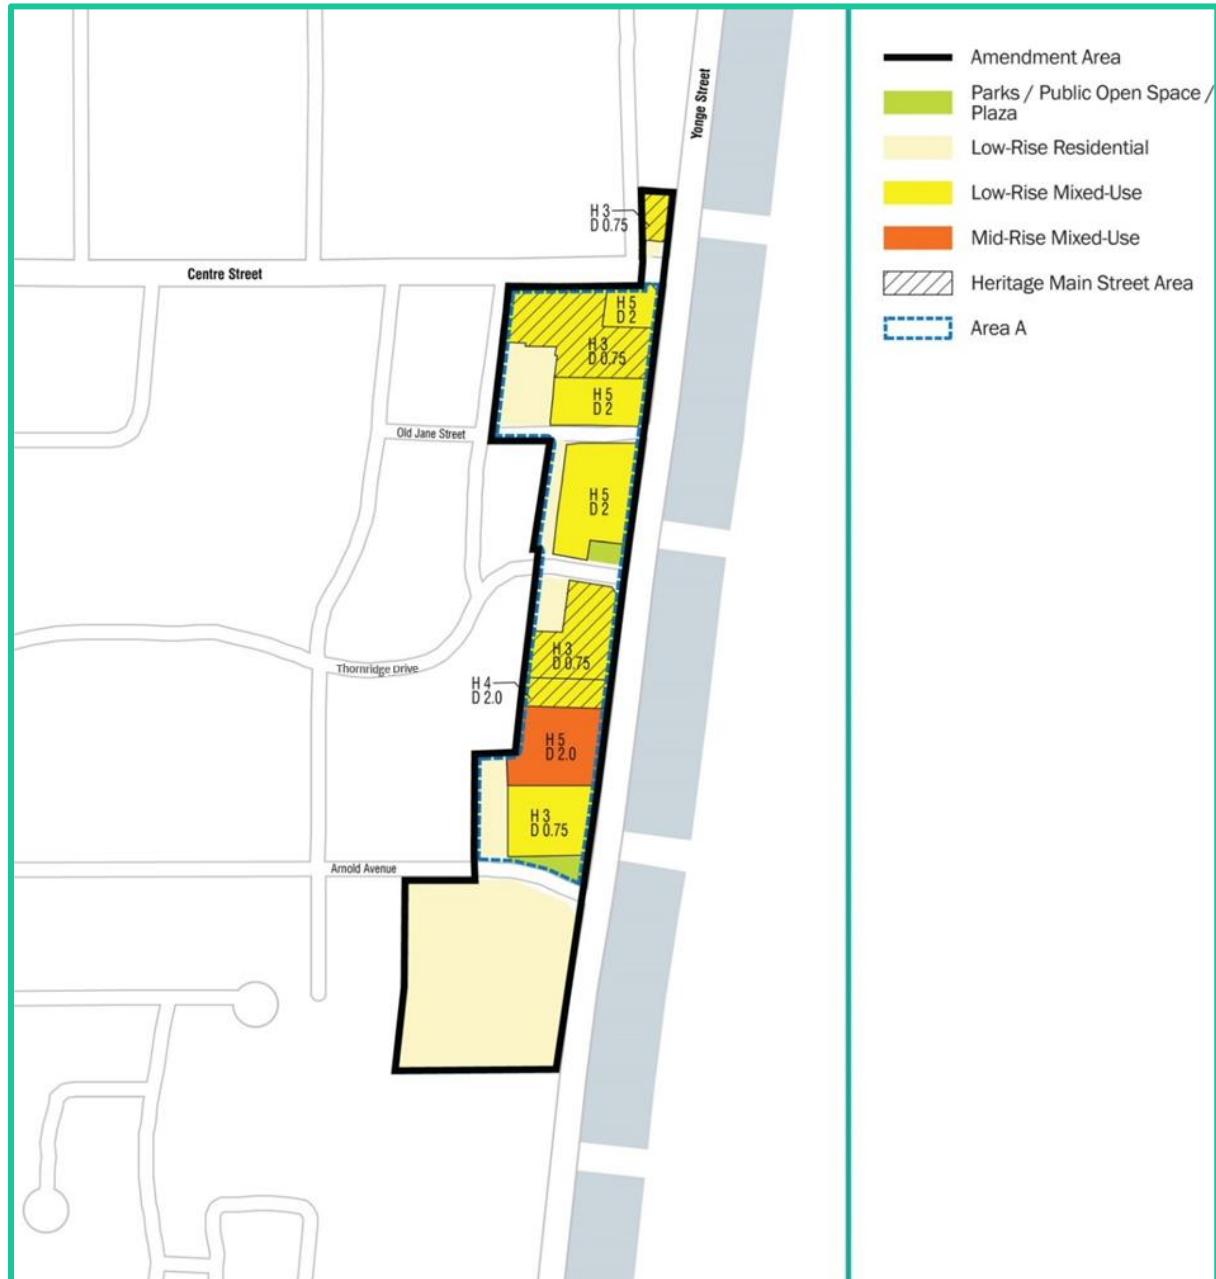 Yonge Street
H 3
D 0.75
Centre Street
H 5
D 2
H 3
D 0.75
H 5
D 2
Old Jane Street
H 5
D 2
H 3
D 0.75
Thornridge Drive
H 4
D 2.0
H 5
D 2.0
H 3
D 0.75
Arnold Avenue
Amendment Area
Parks / Public Open Space /
Plaza
Low-Rise Residential
Low-Rise Mixed-Use
Mid-Rise Mixed-Use
Heritage Main Street Area
Area A